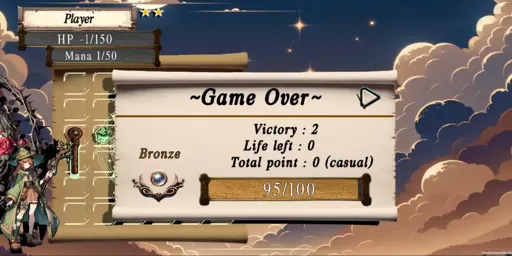 Player
HP -1/150
Mana 1/50
~Game Over~
Victory : 2
Life left : 0
Bronze
Total point : 0 (casual)
95/100